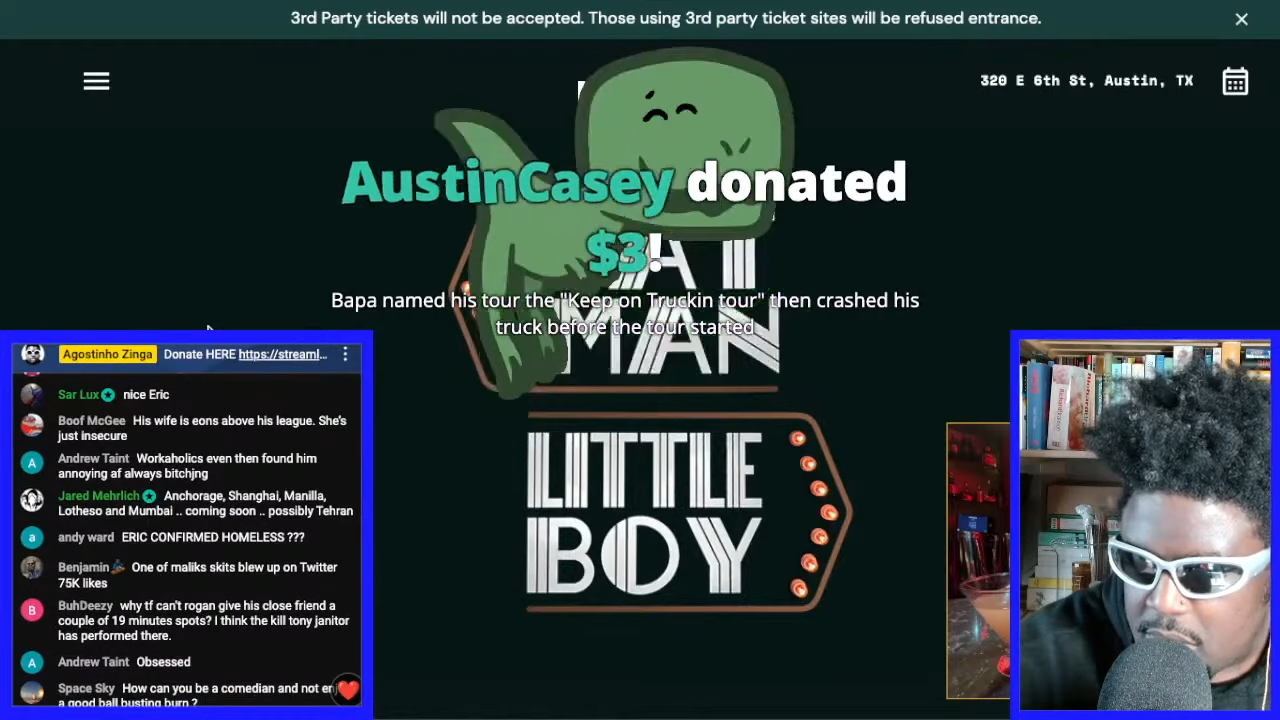 3rd Party tickets will not be accepted. Those using 3rd party ticket sites will be refused entrance.
320 E 6th St, Austin, TX
AustinCasey donated
$3!
Bapa named his tour the "Keep on Truckin tour" then crashed his
truck before the tour started
MAN
LITTLE
BOY
Agostinho Zinga Donate HERE https://streaml...
Sar Lux nice Eric
Boof McGee His wife is eons above his league. She's
just insecure
Andrew Taint Workaholics even then found him
annoying af always bitchjng
Jared Mehrlich Anchorage, Shanghai, Manilla,
Lotheso and Mumbai .. coming soon .. possibly Tehran
andy ward ERIC CONFIRMED HOMELESS ???
Benjamin One of maliks skits blew up on Twitter
75K likes
BuhDeezy why tf can't rogan give his close friend a
couple of 19 minutes spots? I think the kill tony janitor
has performed there.
Andrew Taint Obsessed
Space Sky How can you be a comedian and not
a good ball busting burn ?